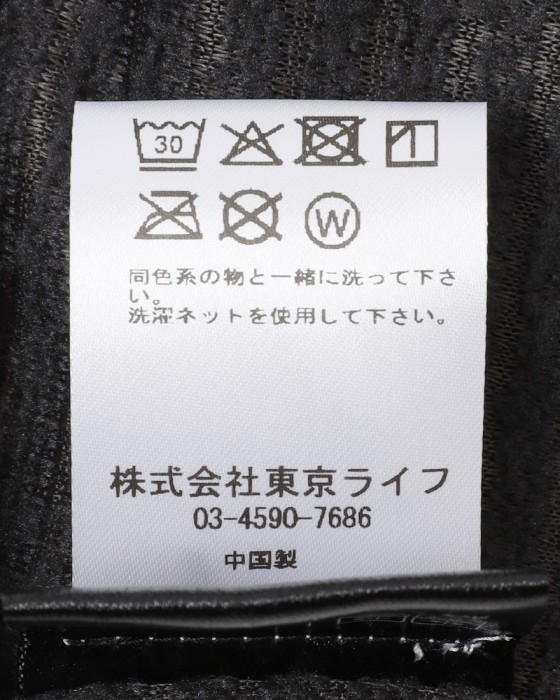 30
W
同色系の物と一緒に洗って下さ
い。
洗濯ネットを使用して下さい。
株式会社東京ライフ
03-4590-7686
中国製